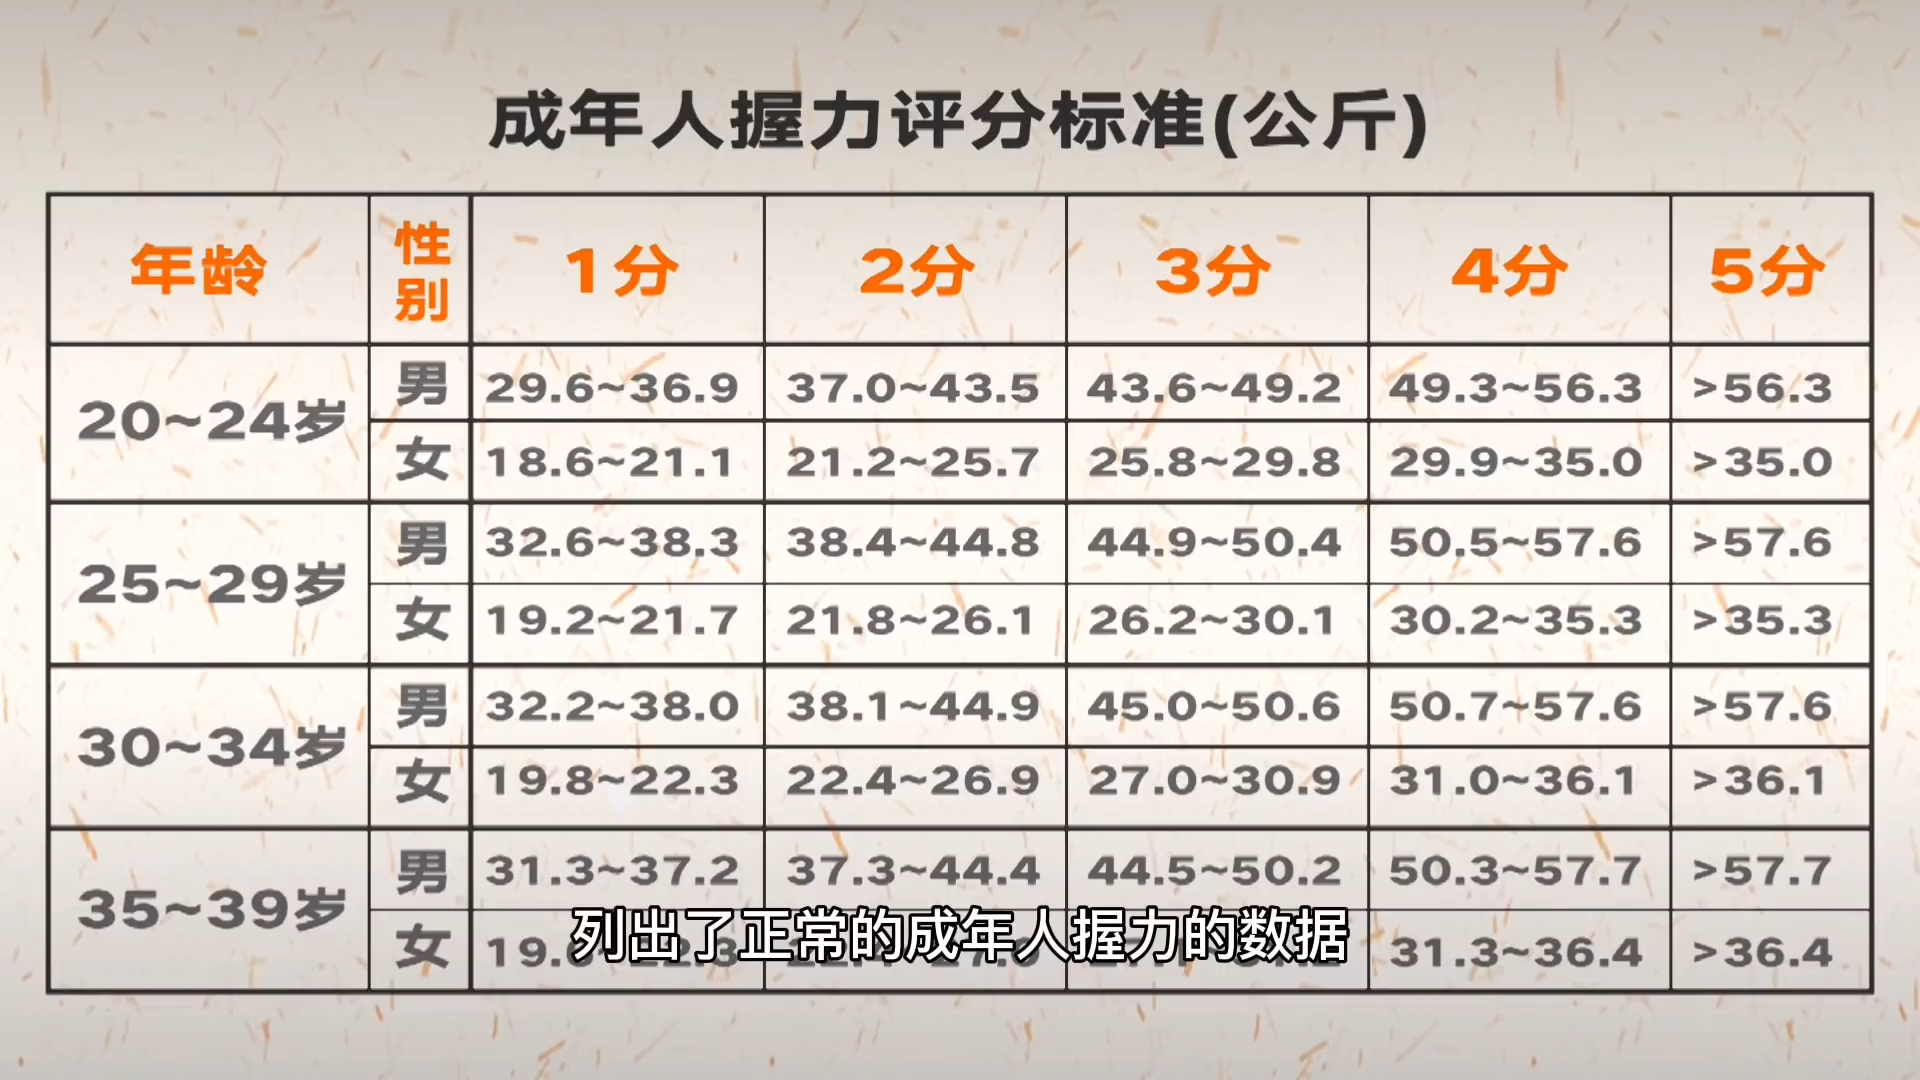 成年人握力评分标准(公斤)
年龄 性别 1分 2分 3分 4分 5分
20~24岁 男 29.6~36.9 37.0~43.5 43.6~49.2 49.3~56.3 >56.3
女 18.6~21.1 21.2~25.7 25.8~29.8 29.9~35.0 >35.0
25~29岁 男 32.6~38.3 38.4~44.8 44.9~50.4 50.5~57.6 >57.6
女 19.2~21.7 21.8~26.1 26.2~30.1 30.2~35.3 >35.3
30~34岁 男 32.2~38.0 38.1~44.9 45.0~50.6 50.7~57.6 >57.6
女 19.8~22.3 22.4~26.9 27.0~30.9 31.0~36.1 >36.1
35~39岁 男 31.3~37.2 37.3~44.4 44.5~50.2 50.3~57.7 >57.7
女 31.3~36.4 >36.4
列出了正常的成年人握力的数据